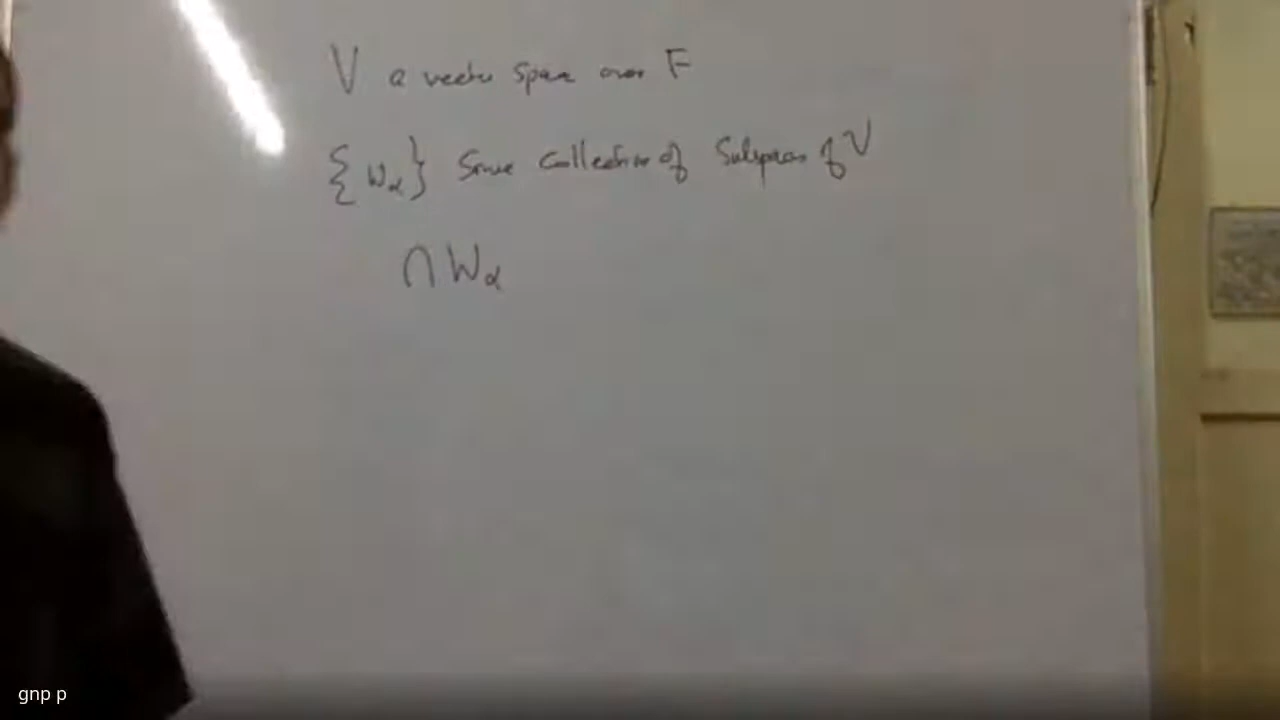 V a vector space over F
{Wα} Some collection of Subspaces of V
∩ Wα
gnp p